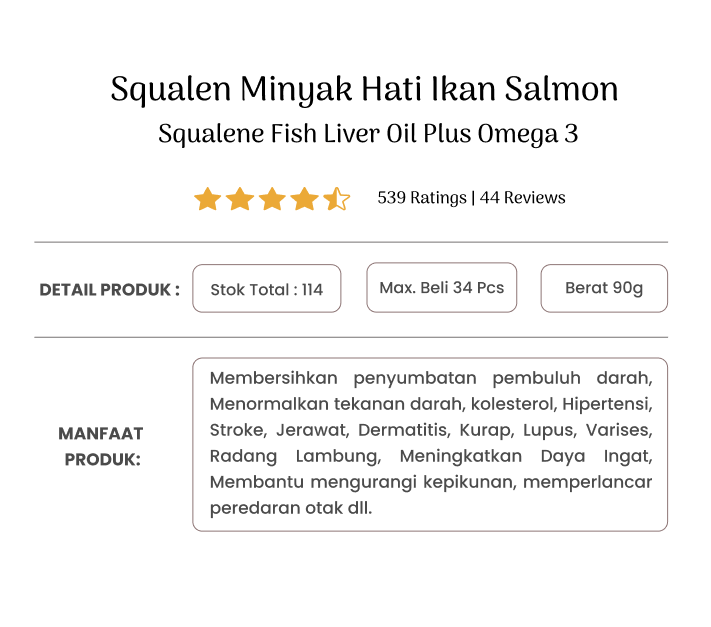 Squalen Minyak Hati Ikan Salmon
Squalene Fish Liver Oil Plus Omega 3
539 Ratings | 44 Reviews
DETAIL PRODUK :
Stok Total : 114
Max. Beli 34 Pcs
Berat 90g
MANFAAT
PRODUK:
Membersihkan penyumbatan pembuluh darah,
Menormalkan tekanan darah, kolesterol, Hipertensi,
Stroke, Jerawat, Dermatitis, Kurap, Lupus, Varises,
Radang Lambung, Meningkatkan Daya Ingat,
Membantu mengurangi kepikunan, memperlancar
peredaran otak dll.